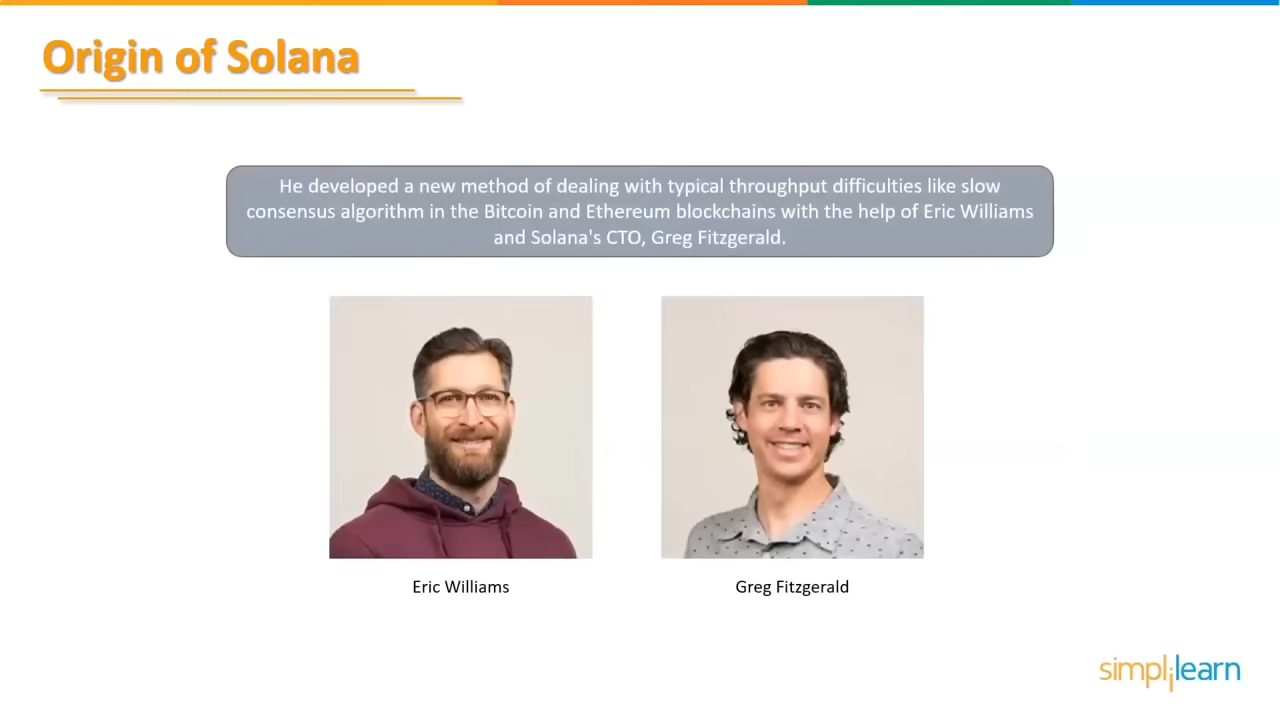 Origin of Solana
He developed a new method of dealing with typical throughput difficulties like slow
consensus algorithm in the Bitcoin and Ethereum blockchains with the help of Eric Williams
and Solana's CTO, Greg Fitzgerald.
Eric Williams
Greg Fitzgerald
simplilearn